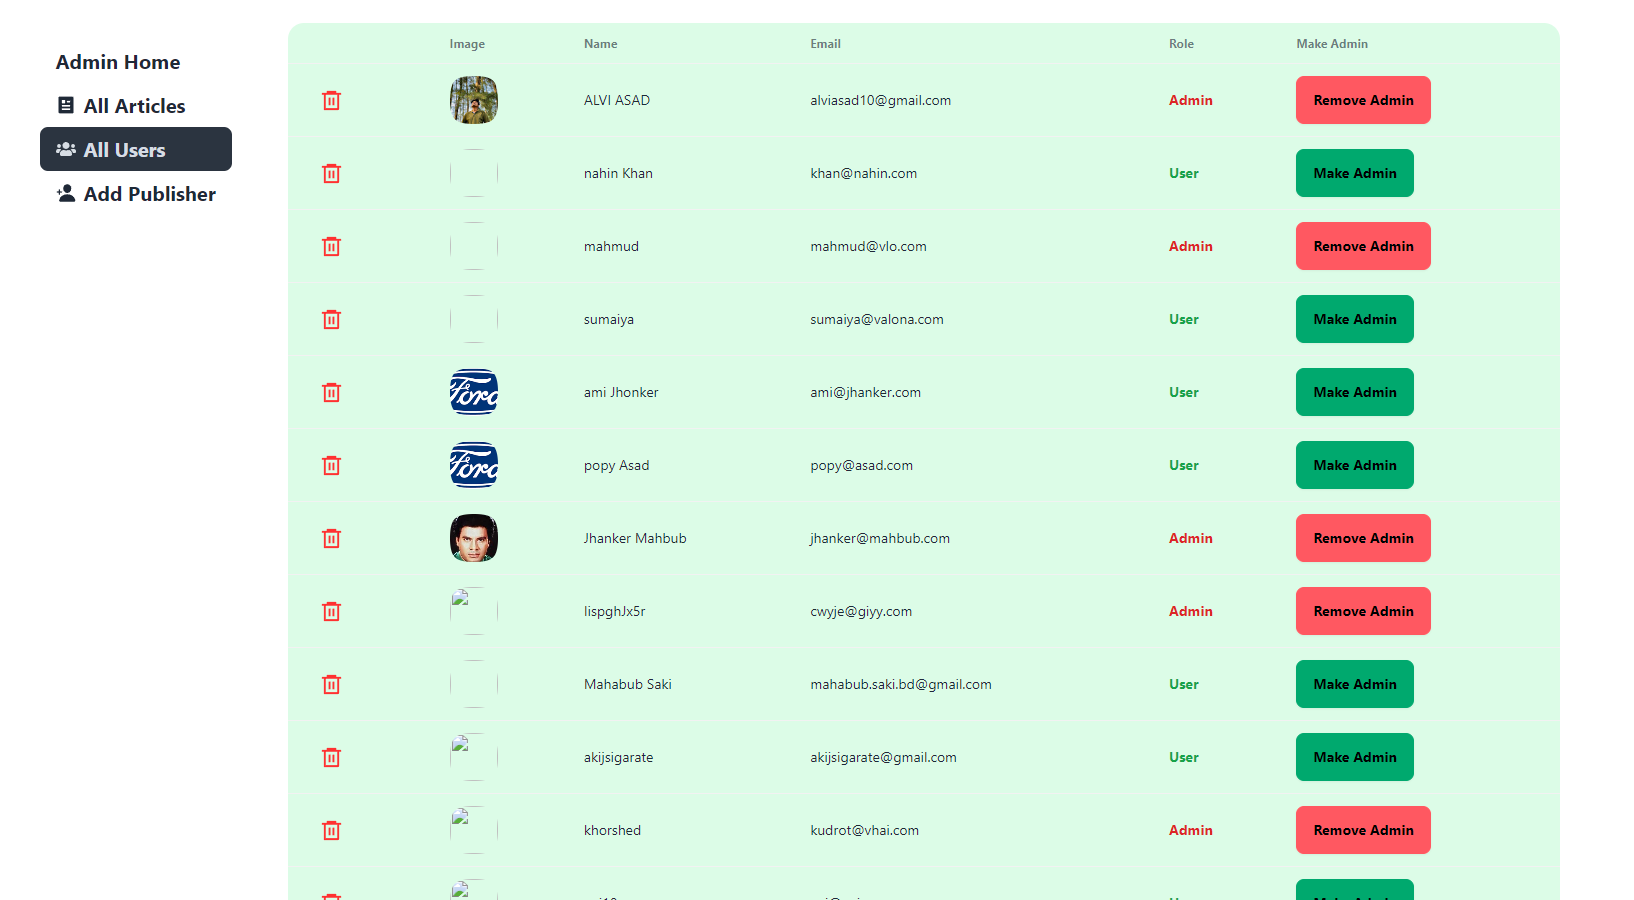 Admin Home
All Articles
All Users
Add Publisher
Image Name Email Role Make Admin
ALVI ASAD alviasad10@gmail.com Admin Remove Admin
nahin Khan khan@nahin.com User Make Admin
mahmud mahmud@vlo.com Admin Remove Admin
sumaiya sumaiya@valona.com User Make Admin
Ford ami Jhonker ami@jhanker.com User Make Admin
Ford popy Asad popy@asad.com User Make Admin
Jhanker Mahbub jhanker@mahbub.com Admin Remove Admin
cwyje@giyy.com Admin Remove Admin
Mahabub Saki mahabub.saki.bd@gmail.com User Make Admin
akijsigarate akijsigarate@gmail.com User Make Admin
khorshed kudrot@vhai.com Admin Remove Admin